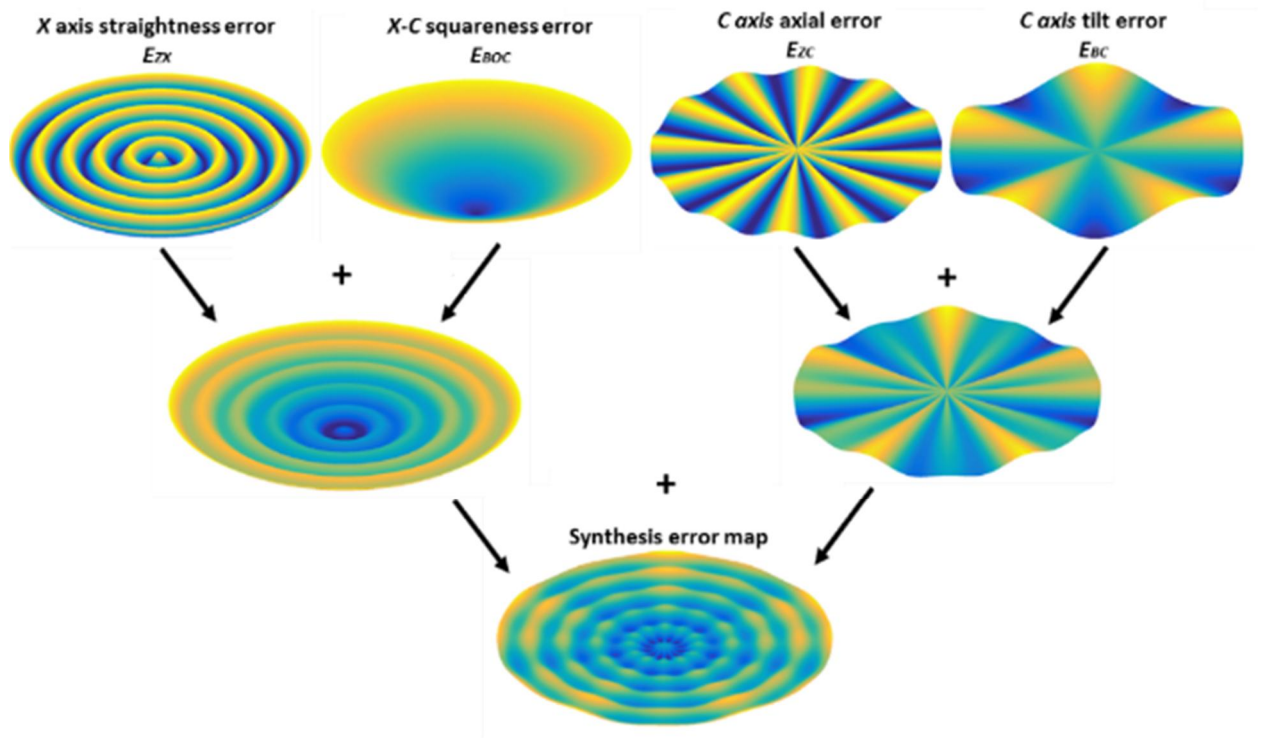 X axis straightness error
EZX
X-C squareness error
EBOC
C axis axial error
EZC
C axis tilt error
EBC
+
+
+
Synthesis error map